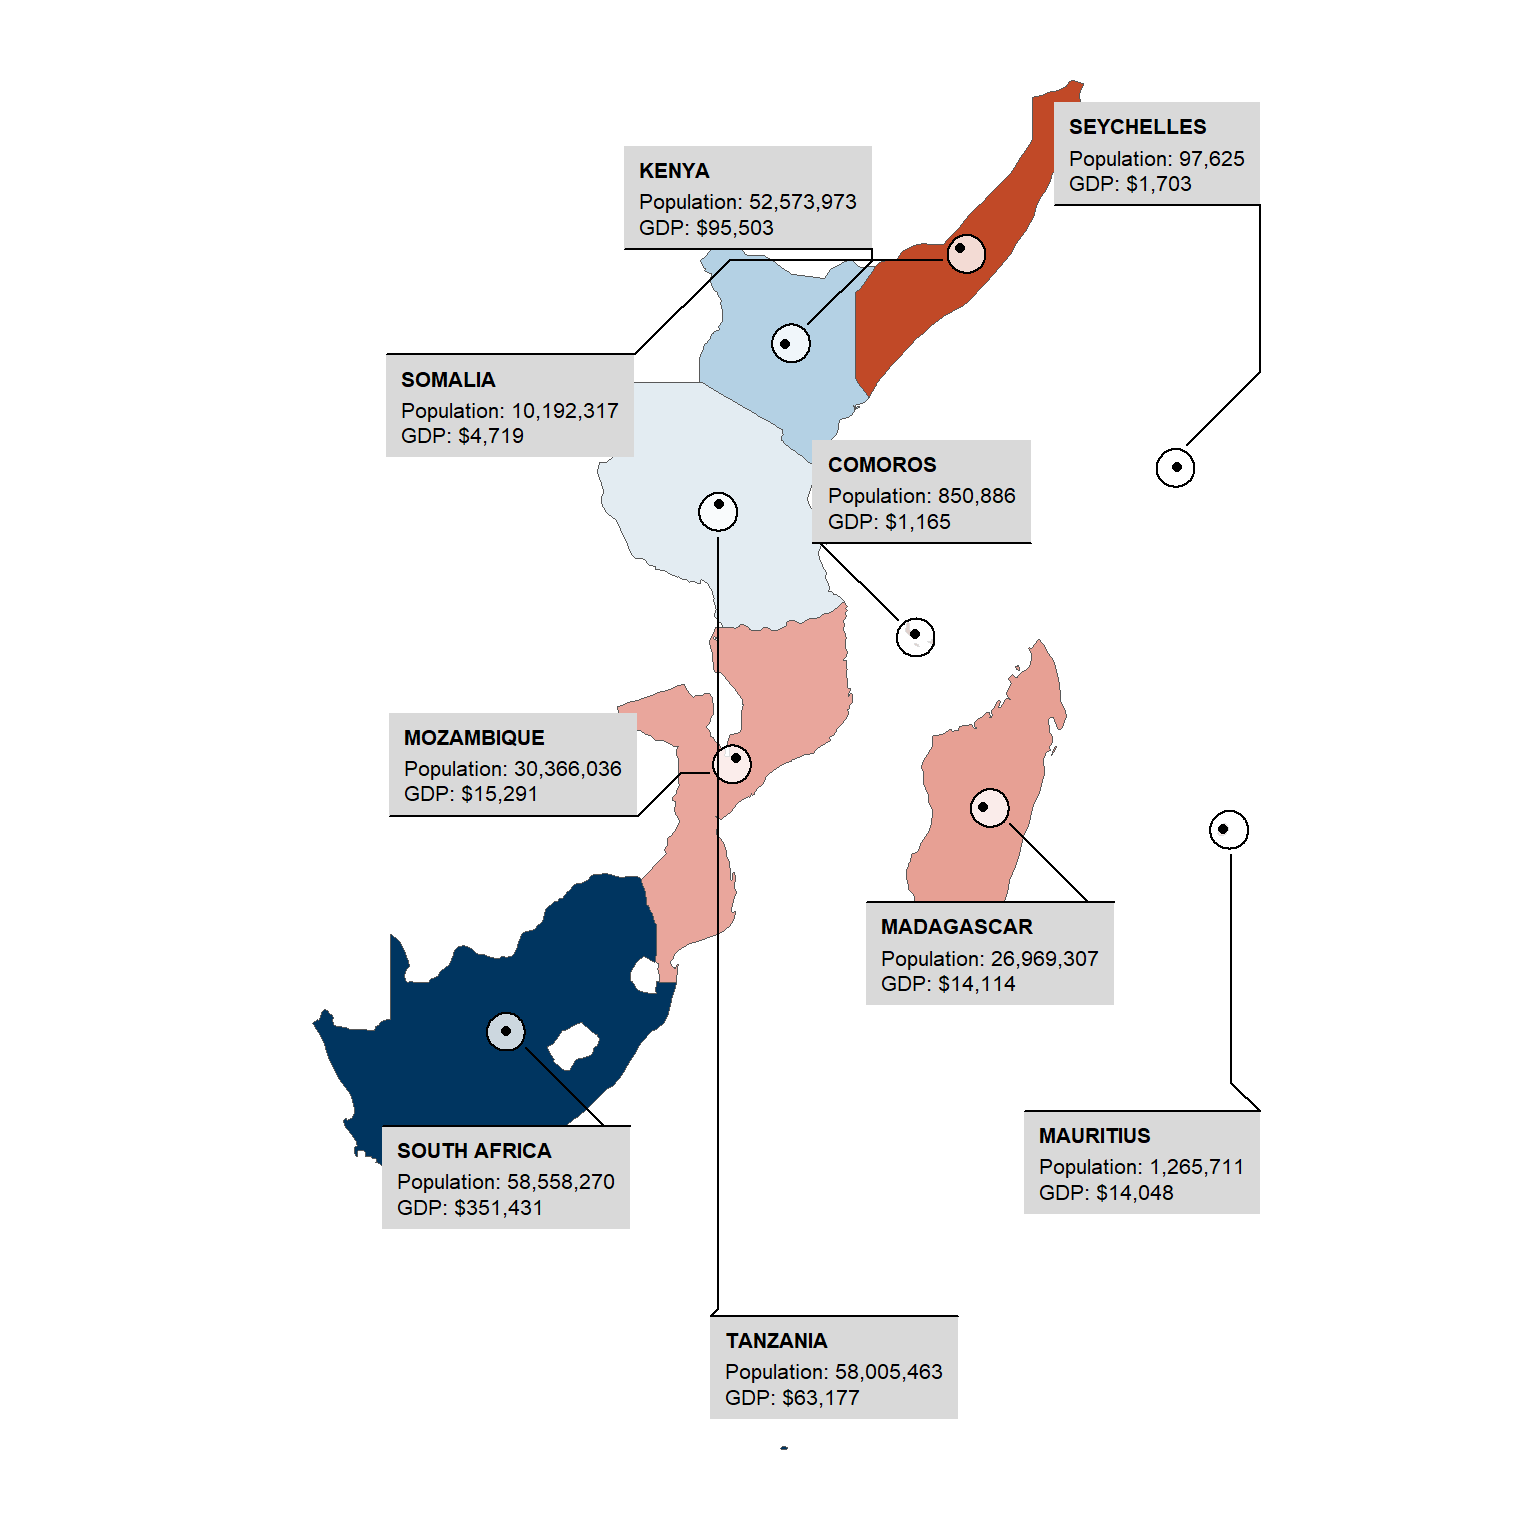 SEYCHELLES
Population: 97,625
GDP: $1,703
KENYA
Population: 52,573,973
GDP: $95,503
SOMALIA
Population: 10,192,317
GDP: $4,719
COMOROS
Population: 850,886
GDP: $1,165
MOZAMBIQUE
Population: 30,366,036
GDP: $15,291
MADAGASCAR
Population: 26,969,307
GDP: $14,114
SOUTH AFRICA
Population: 58,558,270
GDP: $351,431
MAURITIUS
Population: 1,265,711
GDP: $14,048
TANZANIA
Population: 58,005,463
GDP: $63,177